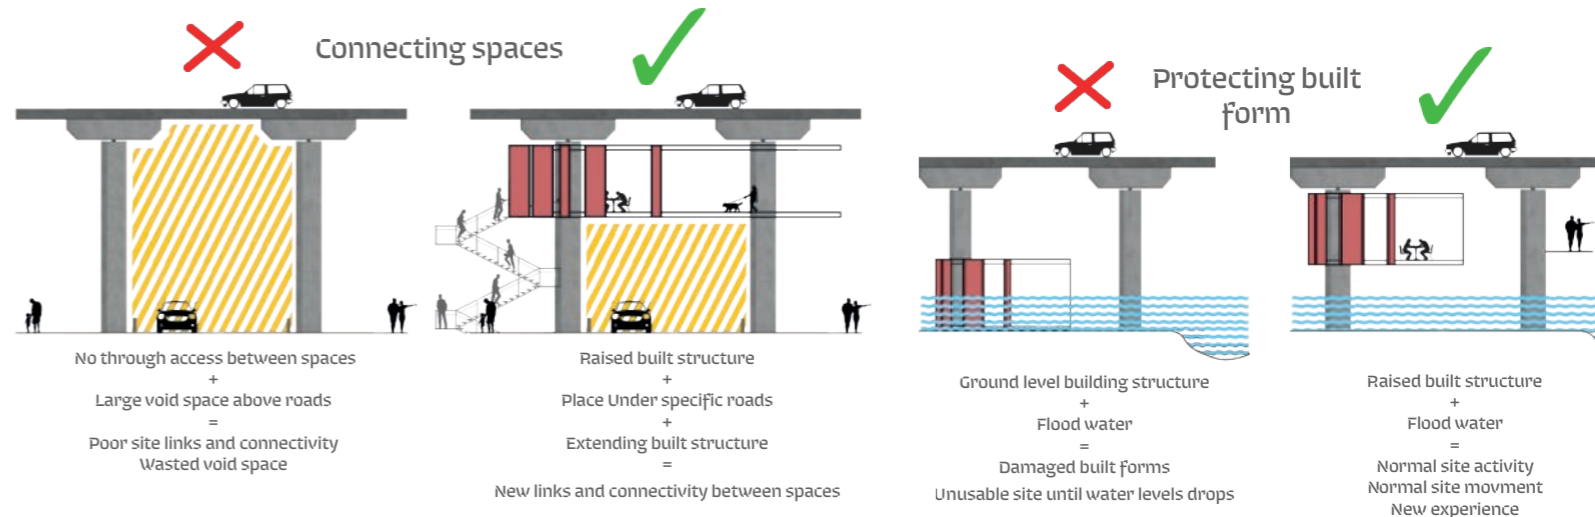 Connecting spaces
No through access between spaces
+
Large void space above roads
=
Poor site links and connectivity
Wasted void space
Raised built structure
+
Place Under specific roads
+
Extending built structure
=
New links and connectivity between spaces
Protecting built
form
Ground level building structure
+
Flood water
=
Damaged built forms
Unusable site until water levels drops
Raised built structure
+
Flood water
=
Normal site activity
Normal site movment
New experience